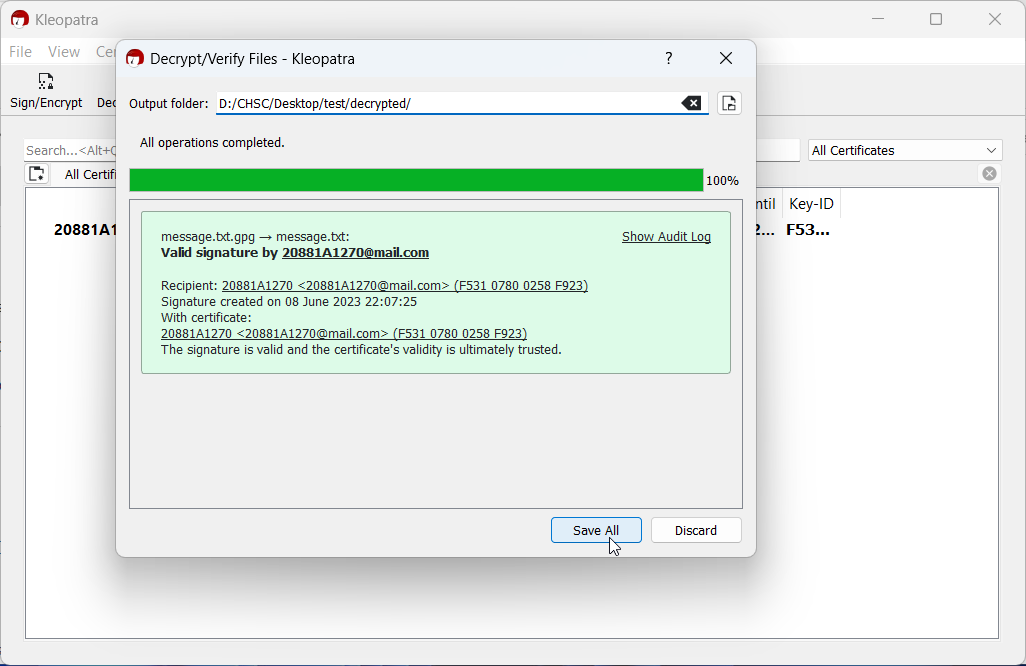 Kleopatra
File View Cer
Sign/Encrypt Dec
Search...<Alt+Q
All Certificates
All Certif
ntil Key-ID
20881A1 2... F53...
Decrypt/Verify Files - Kleopatra
?
Output folder: D:/CHSC/Desktop/test/decrypted/
All operations completed.
100%
message.txt.gpg → message.txt: Show Audit Log
Valid signature by 20881A1270@mail.com
Recipient: 20881A1270 <20881A1270@mail.com> (F531 0780 0258 F923)
Signature created on 08 June 2023 22:07:25
With certificate:
20881A1270 <20881A1270@mail.com> (F531 0780 0258 F923)
The signature is valid and the certificate's validity is ultimately trusted.
Save All Discard